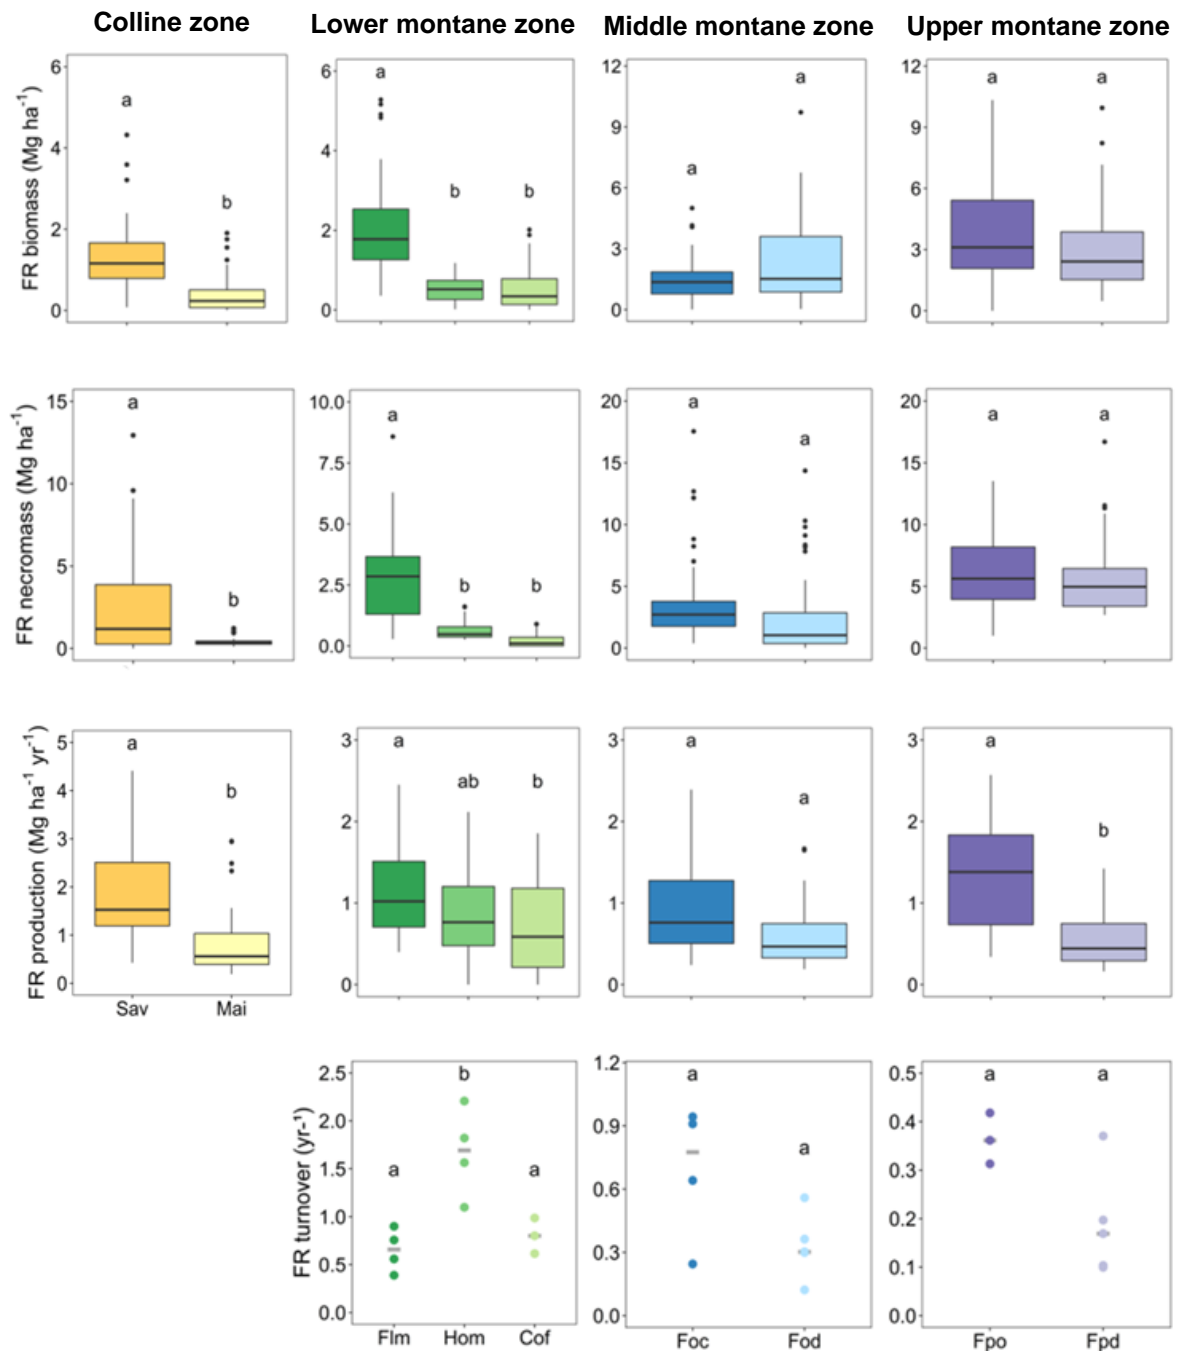 Colline zone Lower montane zone Middle montane zone Upper montane zone
FR biomass (Mg ha⁻¹)
6
4
2
0
a
b
6
4
2
0
a
b
b
12
9
6
3
0
a
a
12
9
6
3
0
a
a
FR necromass (Mg ha⁻¹)
15
10
5
0
a
b
10.0
7.5
5.0
2.5
0.0
a
b
b
20
15
10
5
0
a
a
20
15
10
5
0
a
a
FR production (Mg ha⁻¹ yr⁻¹)
5
4
3
2
1
0
a
b
Sav Mai
3
2
1
0
a
ab
b
3
2
1
0
a
a
3
2
1
0
a
b
FR turnover (yr-¹)
2.5
2.0
1.5
1.0
0.5
0.0
a
b
a
Flm Hom Cof
1.2
0.9
0.6
0.3
0.0
a
a
Foc Fod
0.5
0.4
0.3
0.2
0.1
0.0
a
a
Fpo Fpd